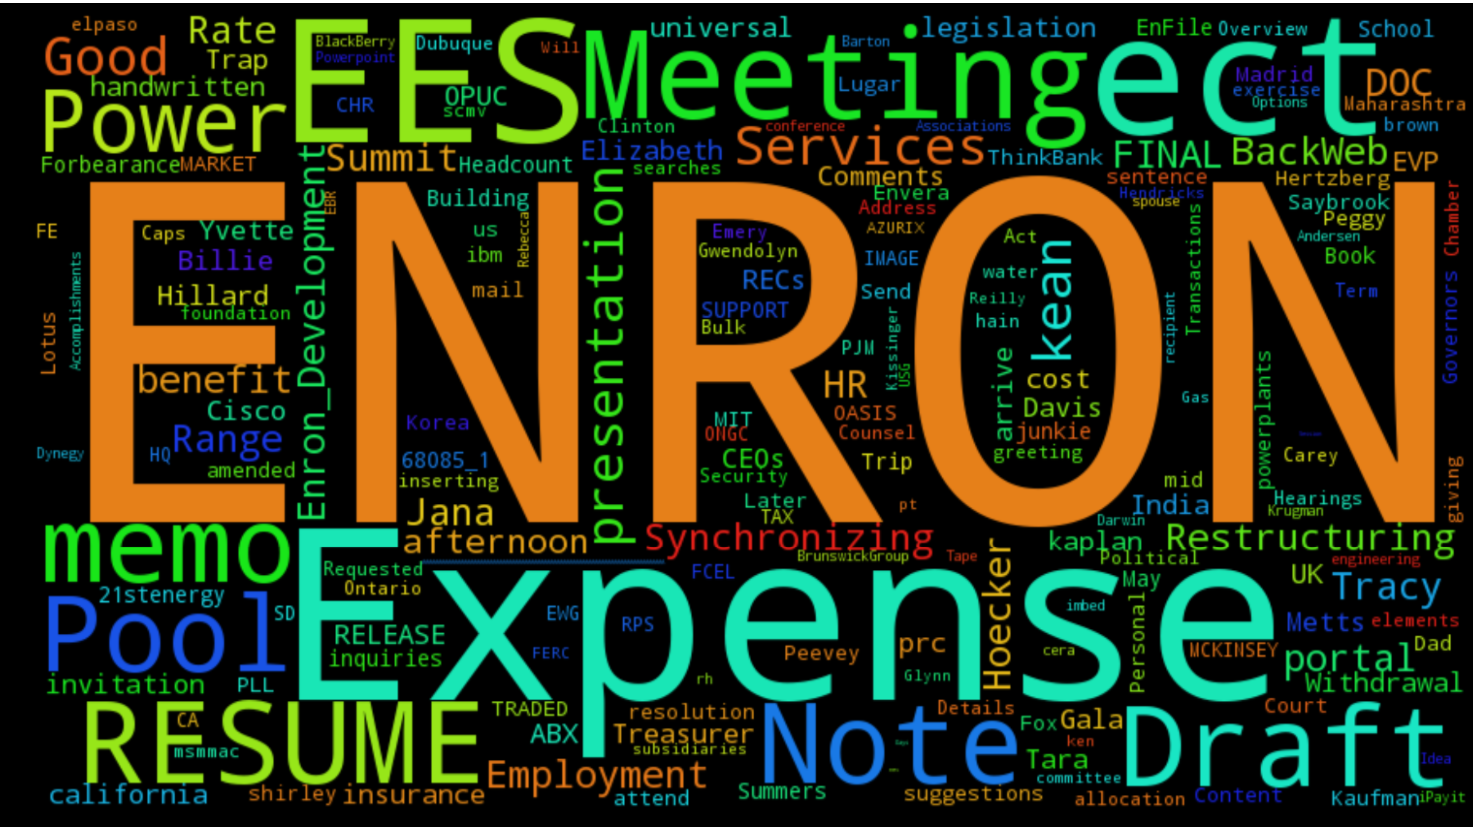 elpaso
Rate
Good
Trap
handwritten
Power
Forbearance
MARKET
EES
BlackBerry
Powerpoint
Dubuque
Will
CHR
OPUC
scmv
Meeting
universal
Barton
legislation
Lugar
ect
EnFile
Overview
School
Madrid
exercise
Options
DOC
Maharashtra
brown
Summit
Headcount
Clinton
Elizabeth
searches
conference
Services
Associations
ThinkBank
FINAL
BackWeb
EVP
Comments
Envera
Address
AZURIX
sentence
Hendricks
spouse
Hertzberg
Saybrook
Peggy
Andersen
Book
Term
Chamber
Governors
ENRON
FE
Caps
Yvette
Billie
Hillard
foundation
Lotus
Accomplishments
Enron_Development
EBR
Building
us
ibm
Rebecca
mail
presentation
Emery
Gwendolyn
RECs
SUPPORT
Bulk
IMAGE
Send
Kissinger
USG
PJM
Act
water
Reilly
hain
kean
arrive
recipient
Transactions
benefit
Cisco
Range
HQ
amended
Dynegy
Korea
68085_1
inserting
Jana
afternoon
MIT
ONGC
CEOs
Security
Later
TAX
HR
OASIS
Counsel
Trip
pt
cost
Davis
junkie
greeting
Gas
powerplants
mid
India
Darwin
Carey
Hearings
Krugman
giving
memo
Synchronizing
BrunswickGroup
Tape
kaplan
Political
Restructuring
engineering
Expense
Requested
Ontario
FCEL
Pool
21stenergy
SD
RELEASE
inquiries
EWG
FERC
RPS
Peevey
prc
Glynn
rh
Hoecker
imbed
cera
May
Personal
UK
Tracy
Metts
elements
MCKINSEY
portal
Dad
Withdrawal
invitation
PLL
RESUME
CA
msmmac
TRADED
ABX
resolution
Treasurer
subsidiaries
Employment
Note
Details
Fox
Gala
ken
Tara
committee
Draft
Court
Idea
california
shirley
insurance
attend
Summers
suggestions
allocation
Content
Kaufman
iPayit